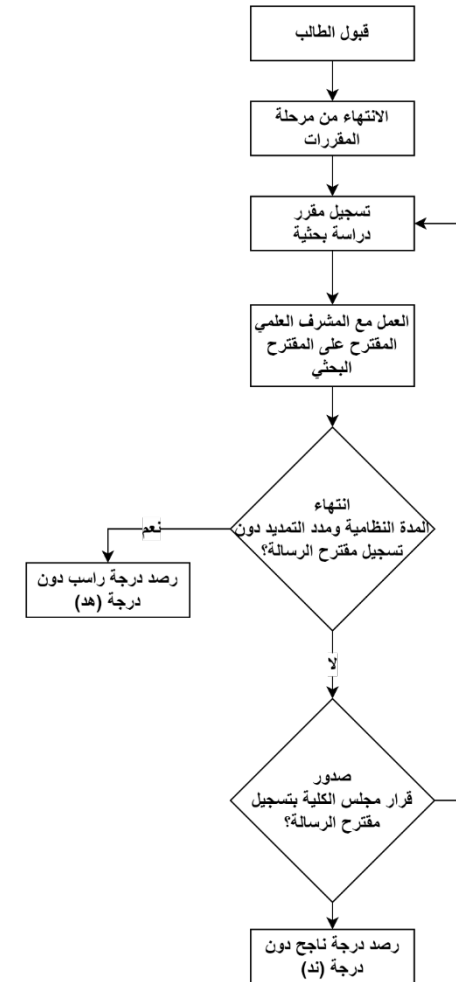 قبول الطالب
الانتهاء من مرحلة
المقررات
تسجيل مقرر
دراسة بحثية
العمل مع المشرف العلمي
المقترح على المقترح
البحثي
انتهاء
المدة النظامية ومدد التمديد دون
تسجيل مقترح الرسالة؟
نعم
رصد درجة راسب دون
درجة (هد)
لا
صدور
قرار مجلس الكلية بتسجيل
مقترح الرسالة؟
رصد درجة ناجح دون
درجة (ند)